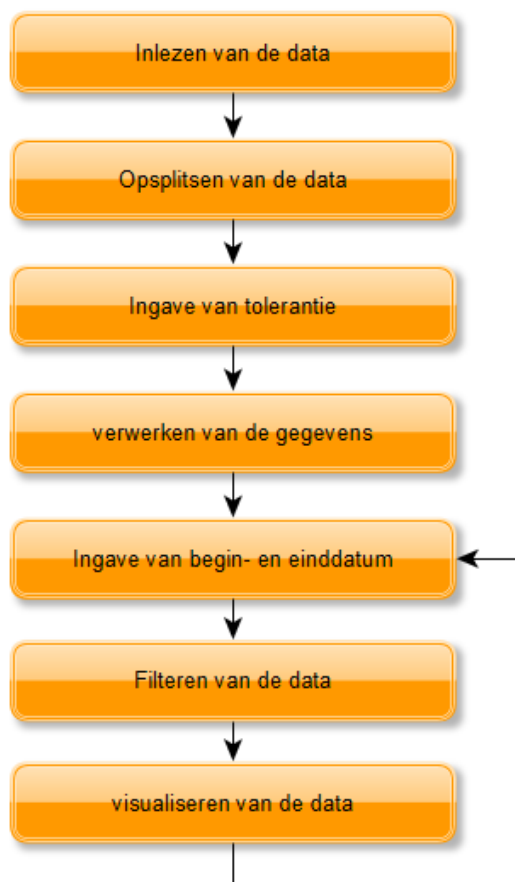 Inlezen van de data
Opsplitsen van de data
Ingave van tolerantie
verwerken van de gegevens
Ingave van begin- en einddatum
Filteren van de data
visualiseren van de data